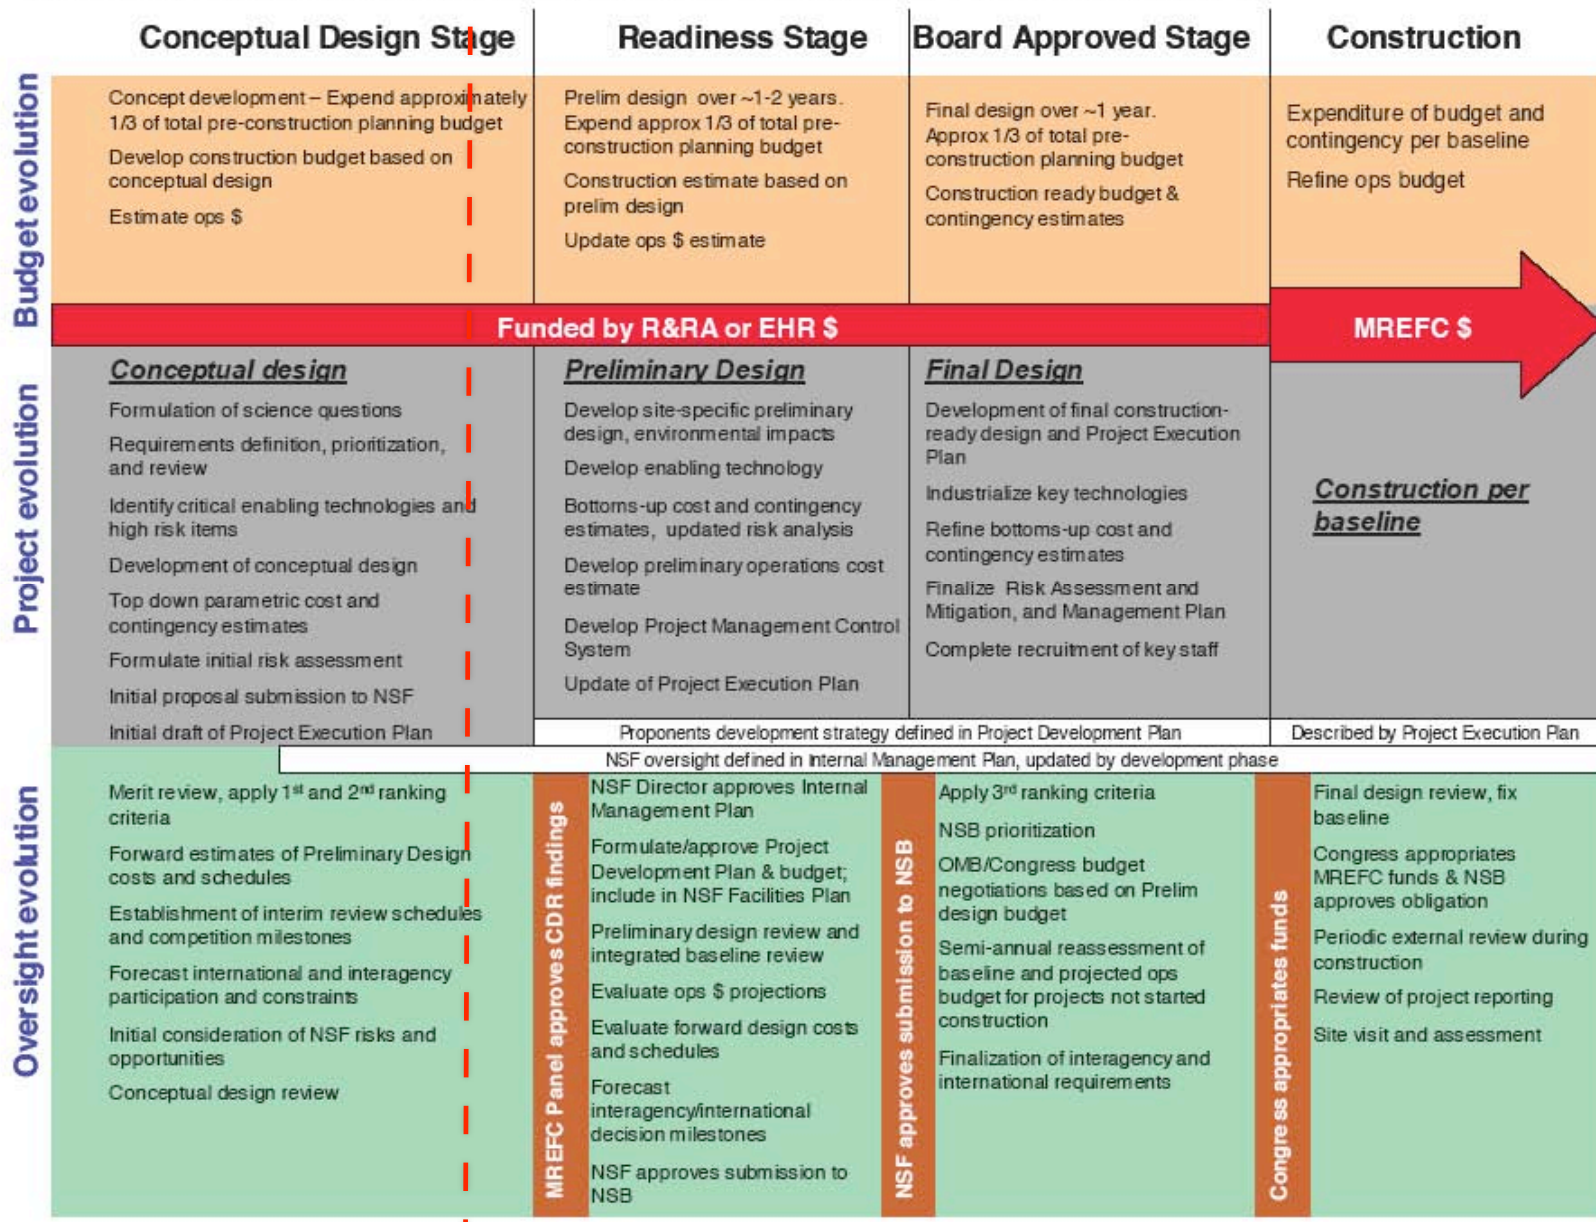 Conceptual Design Stage
Readiness Stage
Board Approved Stage
Construction
Budget evolution
Concept development – Expend approximately
1/3 of total pre-construction planning budget
Develop construction budget based on
conceptual design
Estimate ops $
Prelim design over ~1-2 years.
Expend approx 1/3 of total pre-
construction planning budget
Construction estimate based on
prelim design
Update ops $ estimate
Final design over ~1 year.
Approx 1/3 of total pre-
construction planning budget
Construction ready budget &
contingency estimates
Expenditure of budget and
contingency per baseline
Refine ops budget
Funded by R&RA or EHR $
MREFC $
Project evolution
Conceptual design
Formulation of science questions
Requirements definition, prioritization,
and review
Identify critical enabling technologies and
high risk items
Development of conceptual design
Top down parametric cost and
contingency estimates
Formulate initial risk assessment
Initial proposal submission to NSF
Initial draft of Project Execution Plan
Preliminary Design
Develop site-specific preliminary
design, environmental impacts
Develop enabling technology
Bottoms-up cost and contingency
estimates, updated risk analysis
Develop preliminary operations cost
estimate
Develop Project Management Control
System
Update of Project Execution Plan
Final Design
Development of final construction-
ready design and Project Execution
Plan
Industrialize key technologies
Refine bottoms-up cost and
contingency estimates
Finalize Risk Assessment and
Mitigation, and Management Plan
Complete recruitment of key staff
Construction per
baseline
Proponents development strategy defined in Project Development Plan
Described by Project Execution Plan
NSF oversight defined in Internal Management Plan, updated by development phase
Oversight evolution
Merit review, apply 1st and 2nd ranking
criteria
Forward estimates of Preliminary Design
costs and schedules
Establishment of interim review schedules
and competition milestones
Forecast international and interagency
participation and constraints
Initial consideration of NSF risks and
opportunities
Conceptual design review
MREFC Panel approves CDR findings
NSF Director approves Internal
Management Plan
Formulate/approve Project
Development Plan & budget;
include in NSF Facilities Plan
Preliminary design review and
integrated baseline review
Evaluate ops $ projections
Evaluate forward design costs
and schedules
Forecast
interagency/international
decision milestones
NSF approves submission to
NSB
NSF approves submission to NSB
Apply 3rd ranking criteria
NSB prioritization
OMB/Congress budget
negotiations based on Prelim
design budget
Semi-annual reassessment of
baseline and projected ops
budget for projects not started
construction
Finalization of interagency and
international requirements
Congress appropriates funds
Final design review, fix
baseline
Congress appropriates
MREFC funds & NSB
approves obligation
Periodic external review during
construction
Review of project reporting
Site visit and assessment